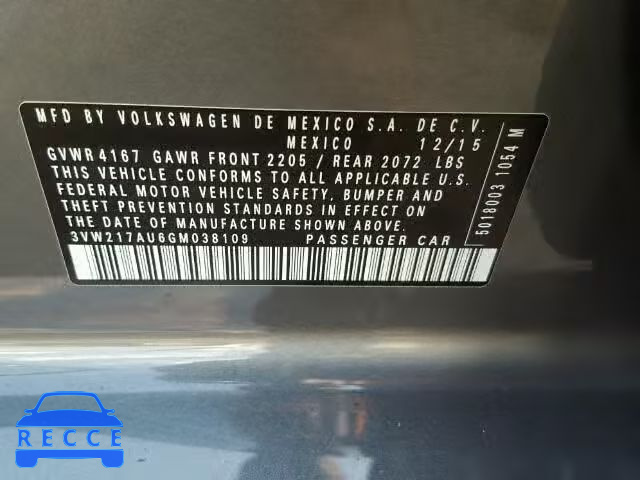 MFD BY VOLKSWAGEN DE MEXICO S.A. DE C.V.
MEXICO 12/15
GVWR 4167 GAWR FRONT 2205 / REAR 2072 LBS
THIS VEHICLE CONFORMS TO ALL APPLICABLE U.S.
FEDERAL MOTOR VEHICLE SAFETY, BUMPER AND
THEFT PREVENTION STANDARDS IN EFFECT ON
THE DATE OF MANUFACTURE SHOWN ABOVE.
3VW217AU6GM038109 PASSENGER CAR
5018003 1054 M
RECCE